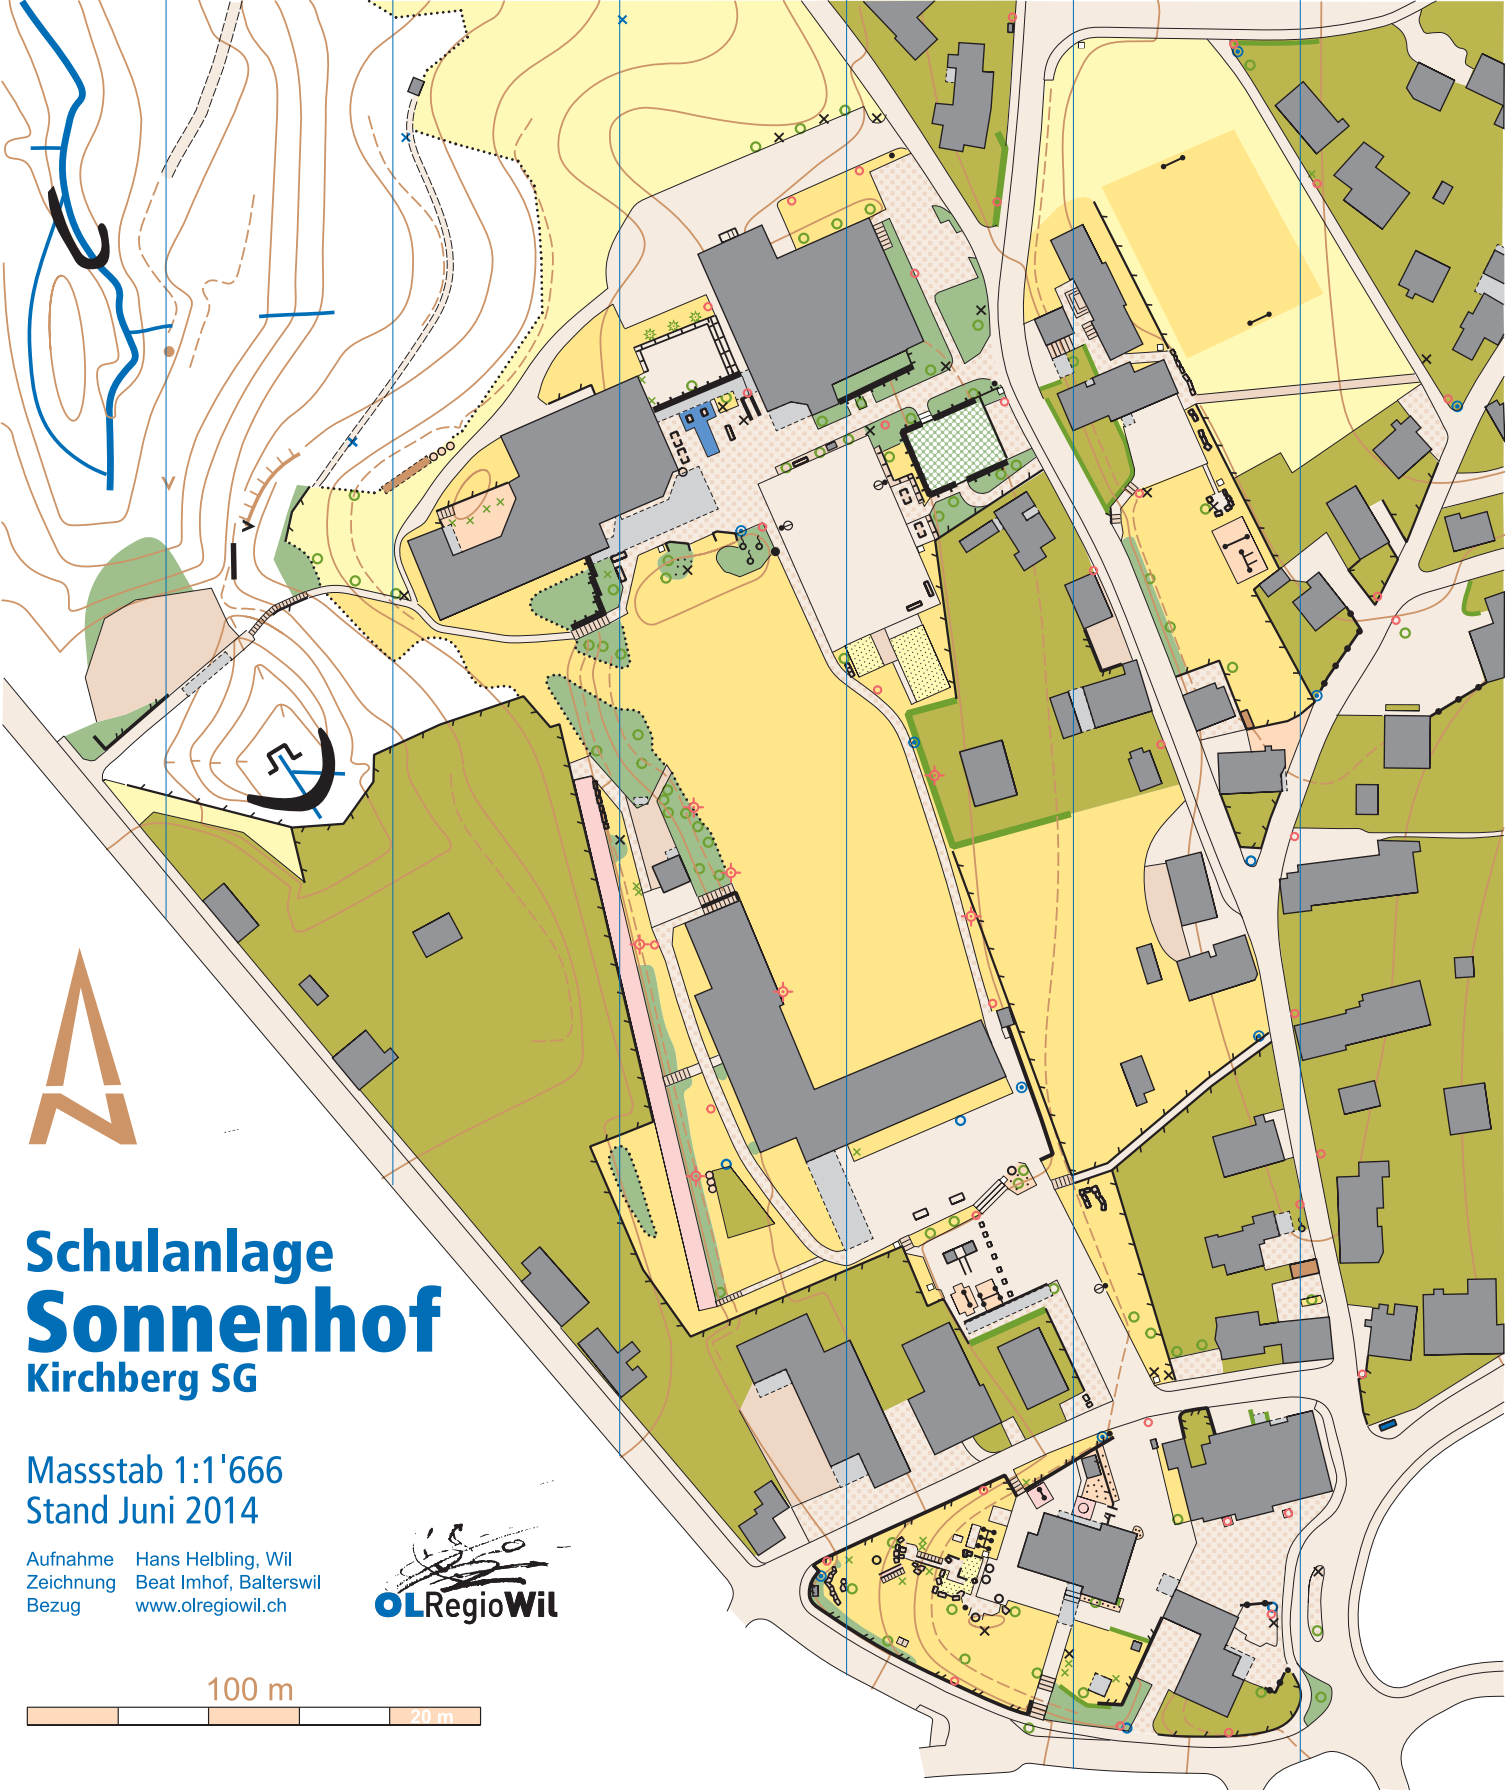 Schulanlage
Sonnenhof
Kirchberg SG
Massstab 1:1'666
Stand Juni 2014
Aufnahme Hans Helbling, Wil
Zeichnung Beat Imhof, Balterswil
Bezug www.olregiowil.ch
OLRegioWil
100 m
20 m